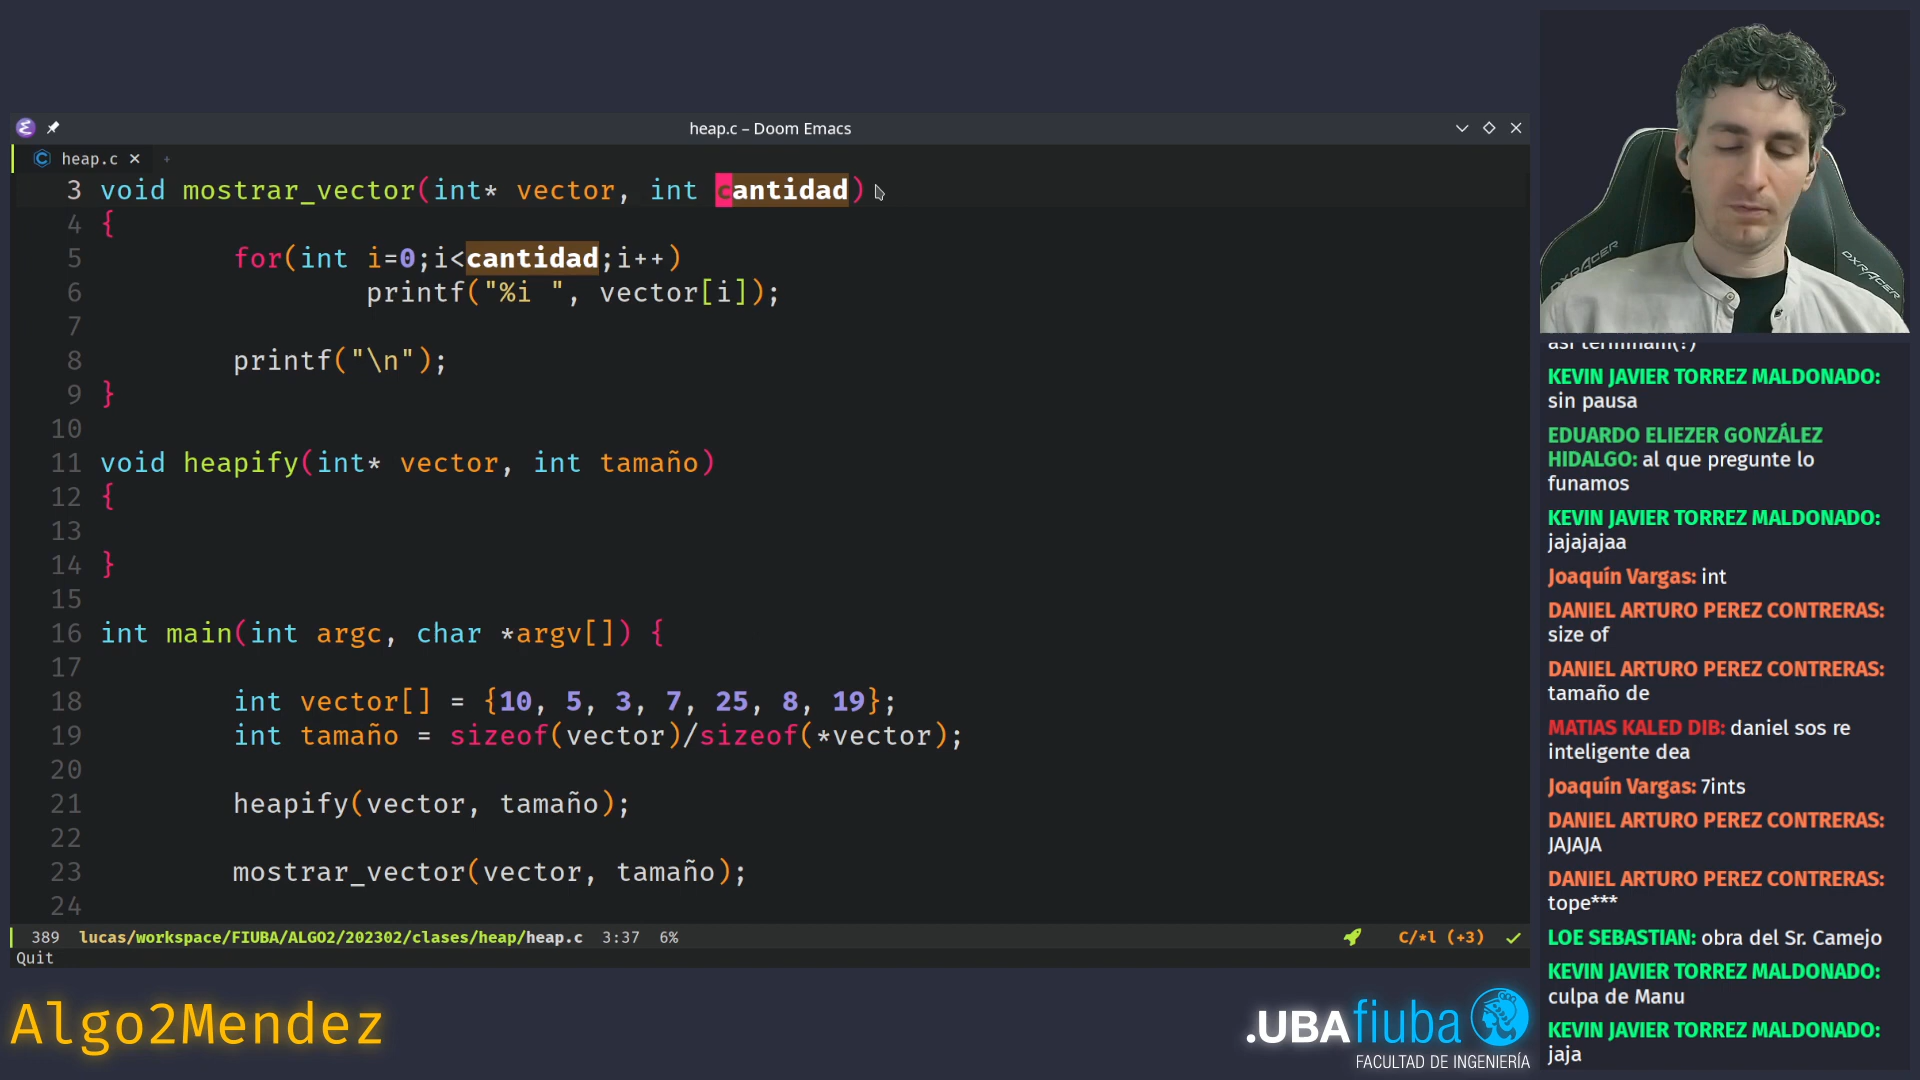 heap.c – Doom Emacs
heap.c
3 void mostrar_vector(int* vector, int cantidad)
4 {
5 for(int i=0;i<cantidad;i++)
6 printf("%i ", vector[i]);
7
8 printf("\n");
9 }
10
11 void heapify(int* vector, int tamaño)
12 {
13
14 }
15
16 int main(int argc, char *argv[]) {
17
18 int vector[] = {10, 5, 3, 7, 25, 8, 19};
19 int tamaño = sizeof(vector)/sizeof(*vector);
20
21 heapify(vector, tamaño);
22
23 mostrar_vector(vector, tamaño);
24
389 lucas/workspace/FIUBA/ALGO2/202302/clases/heap/heap.c 3:37 6% C/*l (+3)
Quit
Algo2Mendez
.UBAfiuba
FACULTAD DE INGENIERÍA
DXRACER
DXRACER
KEVIN JAVIER TORREZ MALDONADO:
sin pausa
EDUARDO ELIEZER GONZÁLEZ
HIDALGO: al que pregunte lo
funamos
KEVIN JAVIER TORREZ MALDONADO:
jajajajaa
Joaquín Vargas: int
DANIEL ARTURO PEREZ CONTRERAS:
size of
DANIEL ARTURO PEREZ CONTRERAS:
tamaño de
MATIAS KALED DIB: daniel sos re
inteligente dea
Joaquín Vargas: 7ints
DANIEL ARTURO PEREZ CONTRERAS:
JAJAJA
DANIEL ARTURO PEREZ CONTRERAS:
tope***
LOE SEBASTIAN: obra del Sr. Camejo
KEVIN JAVIER TORREZ MALDONADO:
culpa de Manu
KEVIN JAVIER TORREZ MALDONADO:
jaja